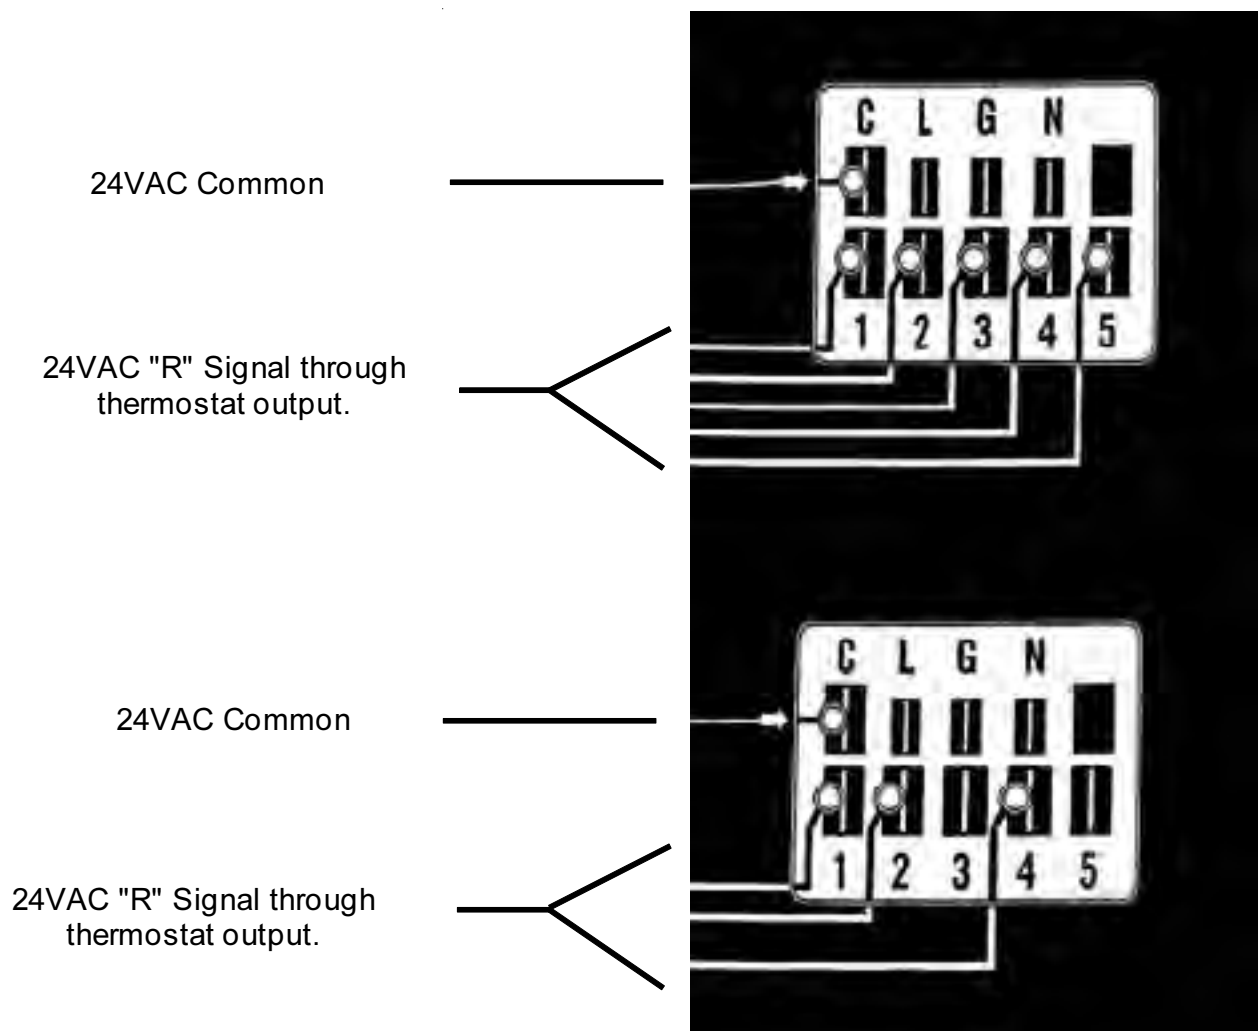 C L G N
24VAC Common
1 2 3 4 5
24VAC "R" Signal through
thermostat output.
C L G N
24VAC Common
1 2 3 4 5
24VAC "R" Signal through
thermostat output.